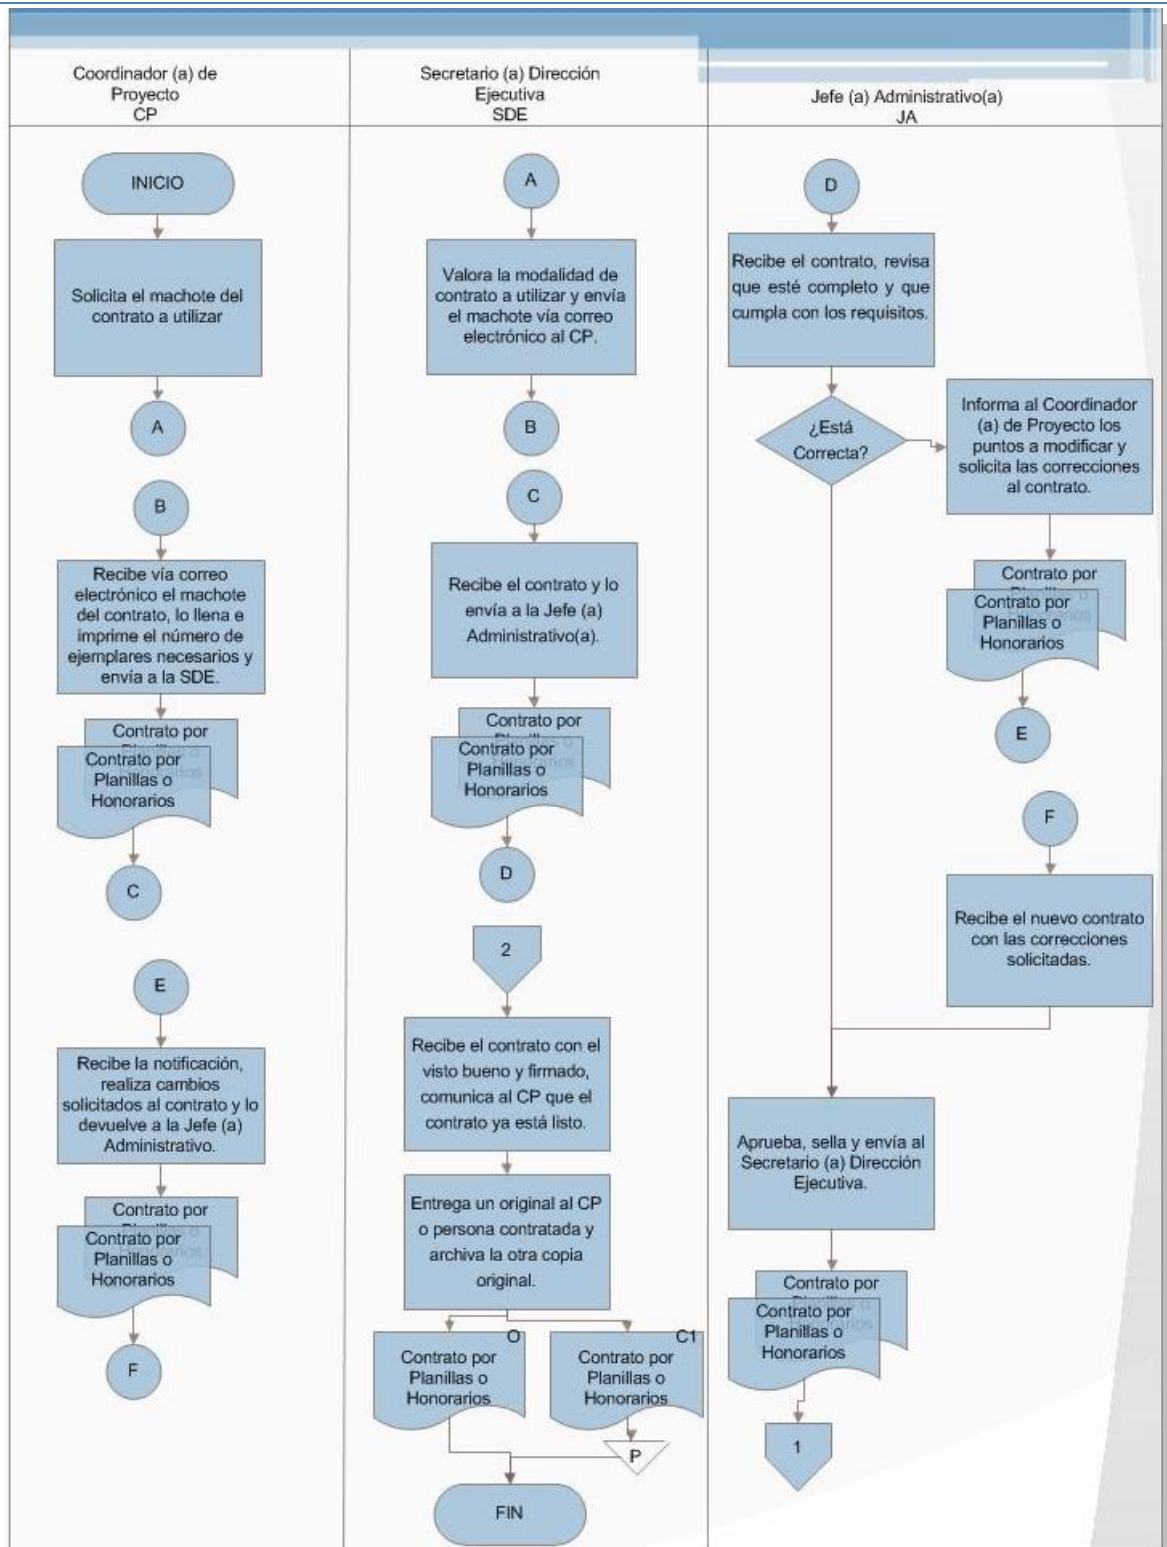 Coordinador (a) de
Proyecto
CP
Secretario (a) Dirección
Ejecutiva
SDE
Jefe (a) Administrativo(a)
JA
INICIO
Solicita el machote del
contrato a utilizar
A
B
Recibe vía correo
electrónico el machote
del contrato, lo llena e
imprime el número de
ejemplares necesarios y
envía a la SDE.
Contrato por
Contrato por
Planillas o
Honorarios
C
E
Recibe la notificación,
realiza cambios
solicitados al contrato y lo
devuelve a la Jefe (a)
Administrativo.
Contrato por
Contrato por
Planillas o
Honorarios
F
A
Valora la modalidad de
contrato a utilizar y envía
el machote vía correo
electrónico al CP.
B
C
Recibe el contrato y lo
envía a la Jefe (a)
Administrativo(a).
Contrato por
Contrato por
Planillas o
Honorarios
D
2
Recibe el contrato con el
visto bueno y firmado,
comunica al CP que el
contrato ya está listo.
Entrega un original al CP
o persona contratada y
archiva la otra copia
original.
O
Contrato por
Planillas o
Honorarios
C1
Contrato por
Planillas o
Honorarios
P
FIN
D
Recibe el contrato, revisa
que esté completo y que
cumpla con los requisitos.
¿Está
Correcta?
Informa al Coordinador
(a) de Proyecto los
puntos a modificar y
solicita las correcciones
al contrato.
Contrato por
Contrato por
Planillas o
Honorarios
E
F
Recibe el nuevo contrato
con las correcciones
solicitadas.
Aprueba, sella y envía al
Secretario (a) Dirección
Ejecutiva.
Contrato por
Contrato por
Planillas o
Honorarios
1